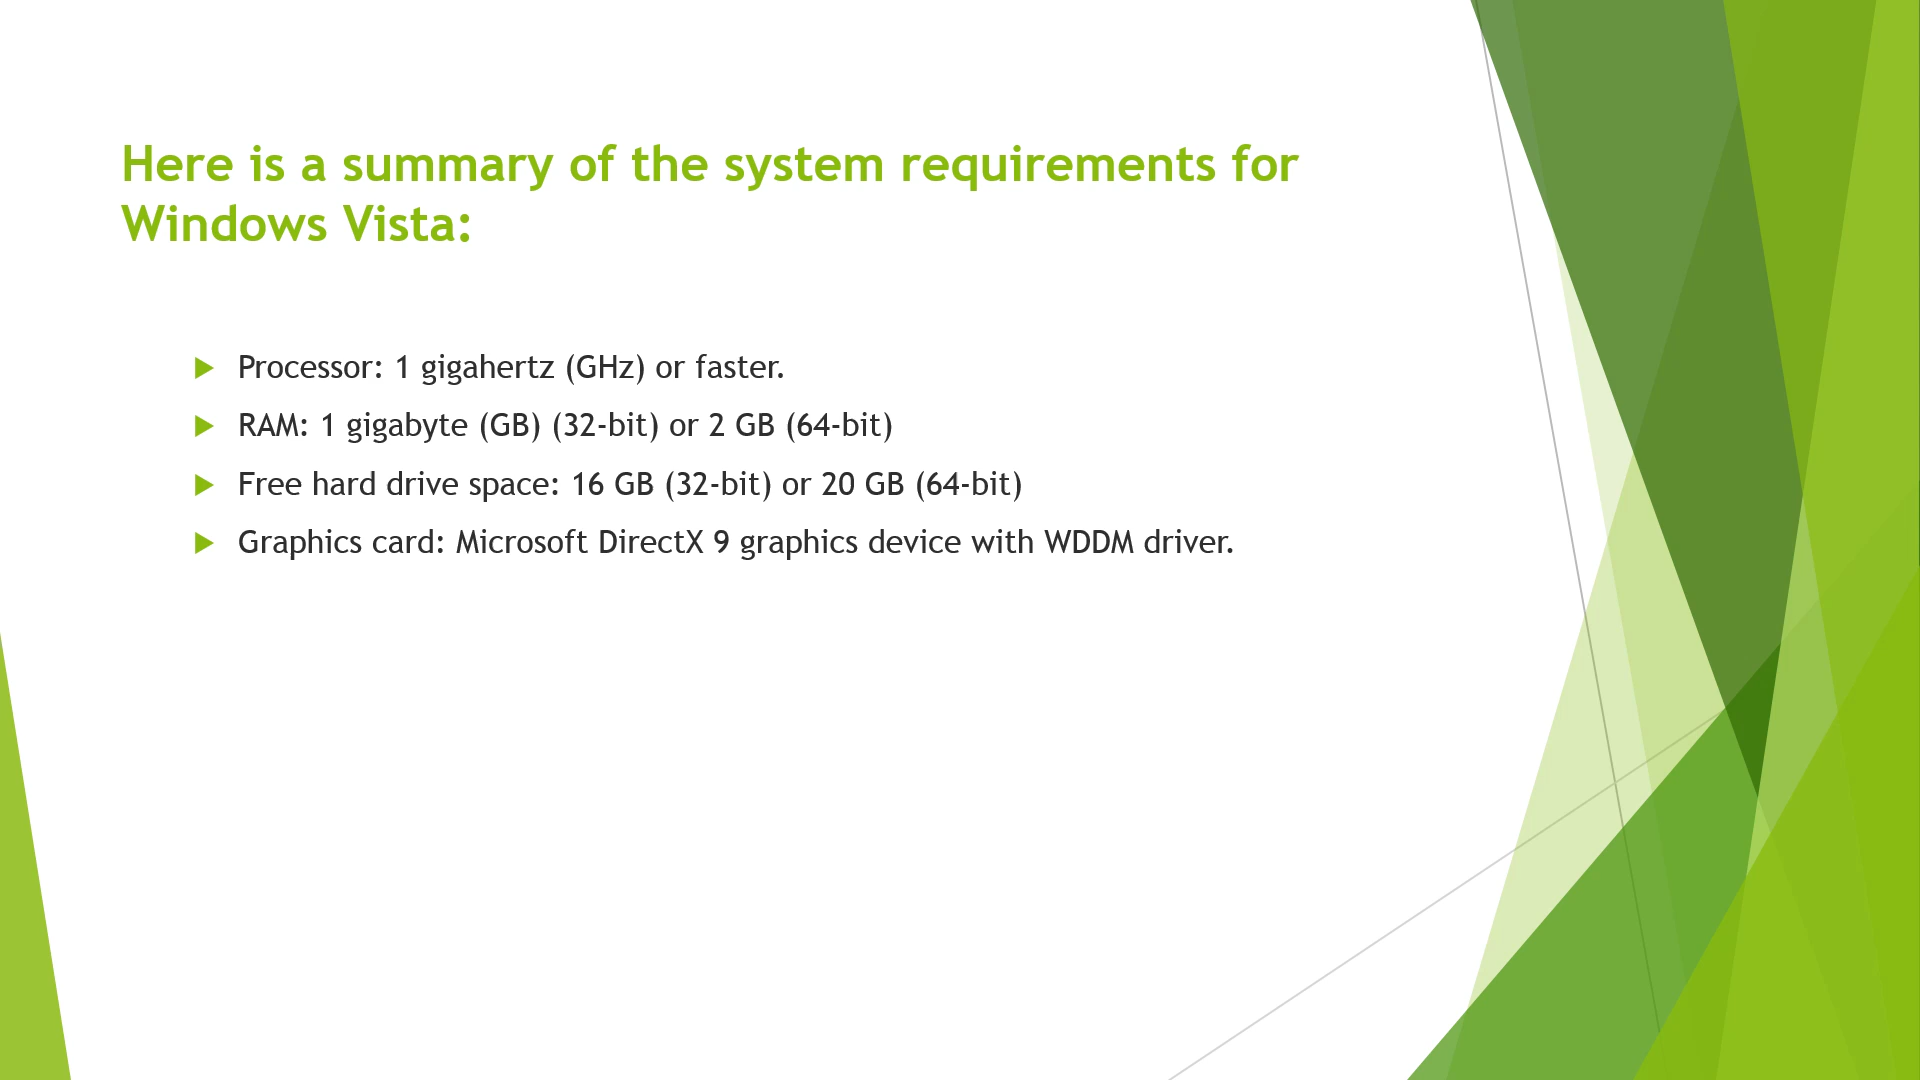 Here is a summary of the system requirements for
Windows Vista:
Processor: 1 gigahertz (GHz) or faster.
RAM: 1 gigabyte (GB) (32-bit) or 2 GB (64-bit)
Free hard drive space: 16 GB (32-bit) or 20 GB (64-bit)
Graphics card: Microsoft DirectX 9 graphics device with WDDM driver.